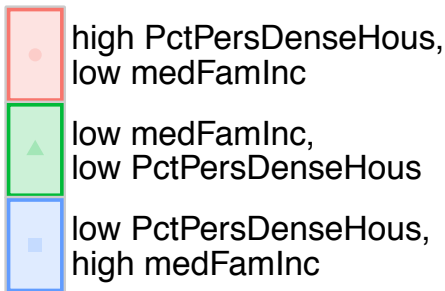 high PctPersDenseHous,
low medFamInc
low medFamInc,
low PctPersDenseHous
low PctPersDenseHous,
high medFamInc